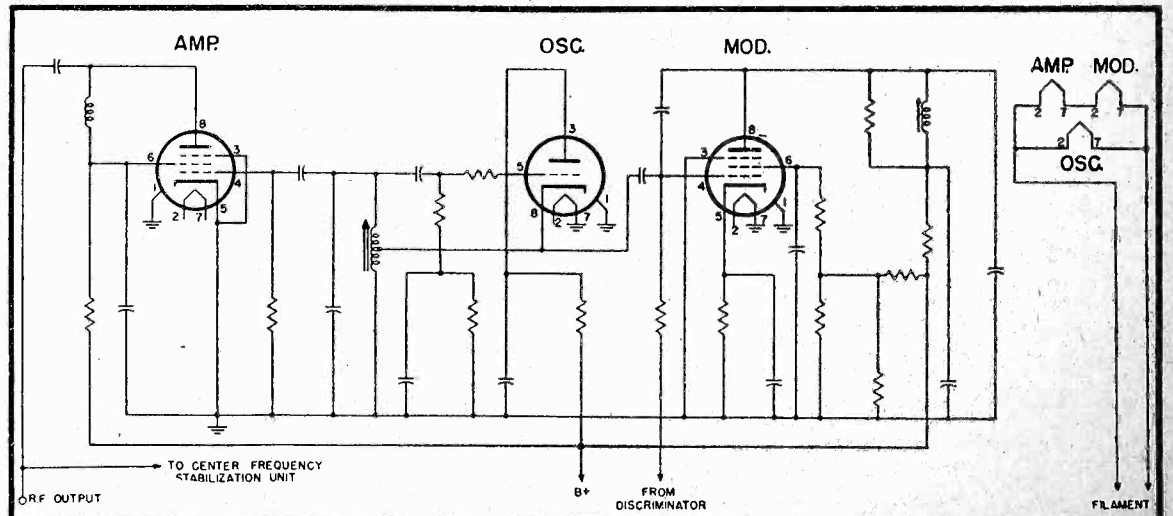 AMP.
OSC.
MOD.
AMP. MOD.
2 7 2 7
2 7
OSC.
8
3
6
4
1
5
2 7
3
5
1
8
2 7
8
3
6
4
1
5
2 7
TO CENTER FREQUENCY
STABILIZATION UNIT
R.F OUTPUT
B+
FROM
DISCRIMINATOR
FILAMENT